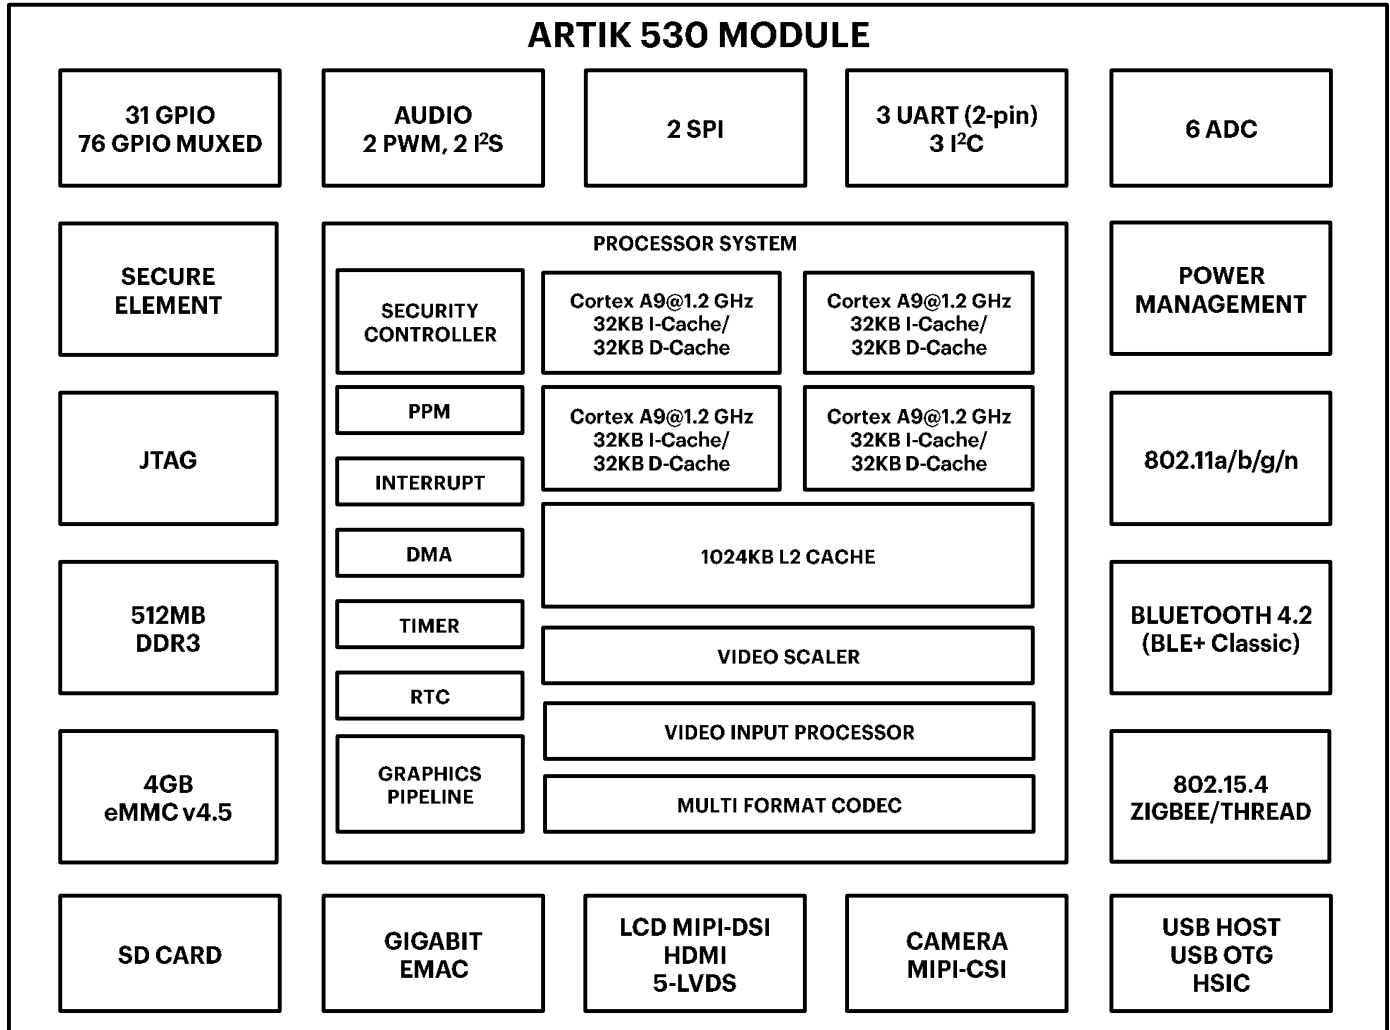 ARTIK 530 MODULE
31 GPIO
76 GPIO MUXED
AUDIO
2 PWM, 2 I²S
2 SPI
3 UART (2-pin)
3 I²C
6 ADC
SECURE
ELEMENT
JTAG
512MB
DDR3
4GB
eMMC v4.5
PROCESSOR SYSTEM
SECURITY
CONTROLLER
PPM
INTERRUPT
DMA
TIMER
RTC
GRAPHICS
PIPELINE
Cortex A9@1.2 GHz
32KB I-Cache/
32KB D-Cache
Cortex A9@1.2 GHz
32KB I-Cache/
32KB D-Cache
Cortex A9@1.2 GHz
32KB I-Cache/
32KB D-Cache
Cortex A9@1.2 GHz
32KB I-Cache/
32KB D-Cache
1024KB L2 CACHE
VIDEO SCALER
VIDEO INPUT PROCESSOR
MULTI FORMAT CODEC
POWER
MANAGEMENT
802.11a/b/g/n
BLUETOOTH 4.2
(BLE+ Classic)
802.15.4
ZIGBEE/THREAD
SD CARD
GIGABIT
EMAC
LCD MIPI-DSI
HDMI
5-LVDS
CAMERA
MIPI-CSI
USB HOST
USB OTG
HSIC